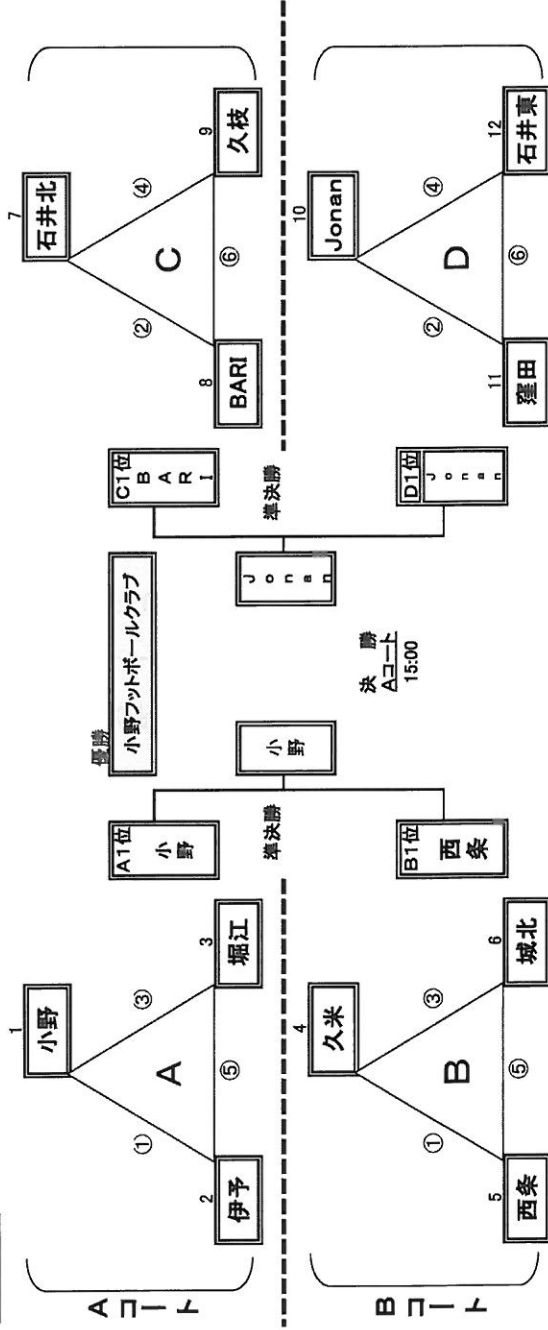 優勝
小野フットボールクラブ
Aコート
1
小野
①
③
A
2
伊予
⑤
3
堀江
A1位
小野
準決勝
小野
B1位
西条
Bコート
4
久米
①
③
B
5
西条
⑤
6
城北
決 勝
Aコート
15:00
C1位
BARI
準決勝
Jonan
D1位
Jonan
7
石井北
②
④
C
8
BARI
⑥
9
久枝
10
Jonan
②
④
D
11
窪田
⑥
12
石井東